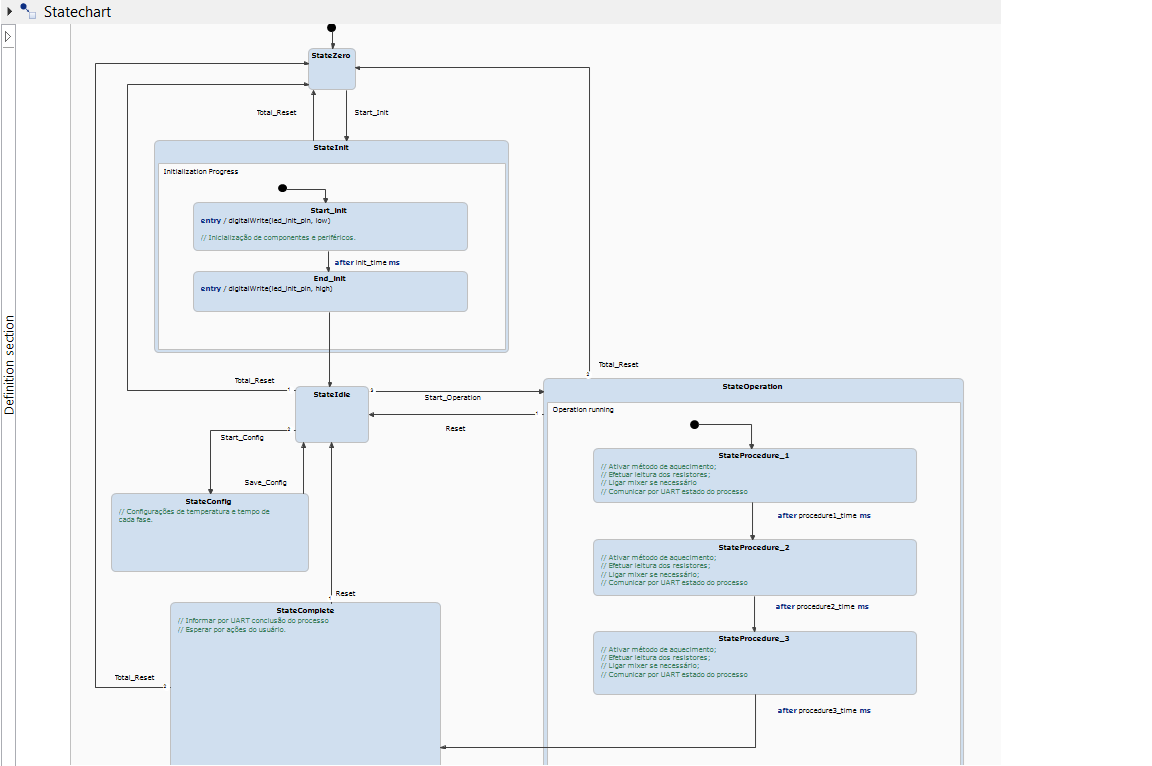 Statechart
Definition section
StateZero
Total_Reset
Start_Init
StateInit
Initialization Progress
Start_Init
entry / digitalWrite(led_init_pin, low)
// Inicialização de componentes e periféricos.
after init_time ms
End_Init
entry / digitalWrite(led_init_pin, high)
Total_Reset
Total_Reset
StateIdle
Start_Operation
Reset
Start_Config
Save_Config
StateConfig
// Configurações de temperatura e tempo de
cada fase.
Reset
StateComplete
// Informar por UART conclusão do processo
// Esperar por ações do usuário.
Total_Reset
StateOperation
Operation running
StateProcedure_1
// Ativar método de aquecimento;
// Efetuar leitura dos resistores;
// Ligar mixer se necessário
// Comunicar por UART estado do processo
after procedure1_time ms
StateProcedure_2
// Ativar método de aquecimento;
// Efetuar leitura dos resistores;
// Ligar mixer se necessário;
// Comunicar por UART estado do processo
after procedure2_time ms
StateProcedure_3
// Ativar método de aquecimento;
// Efetuar leitura dos resistores;
// Ligar mixer se necessário;
// Comunicar por UART estado do processo
after procedure3_time ms